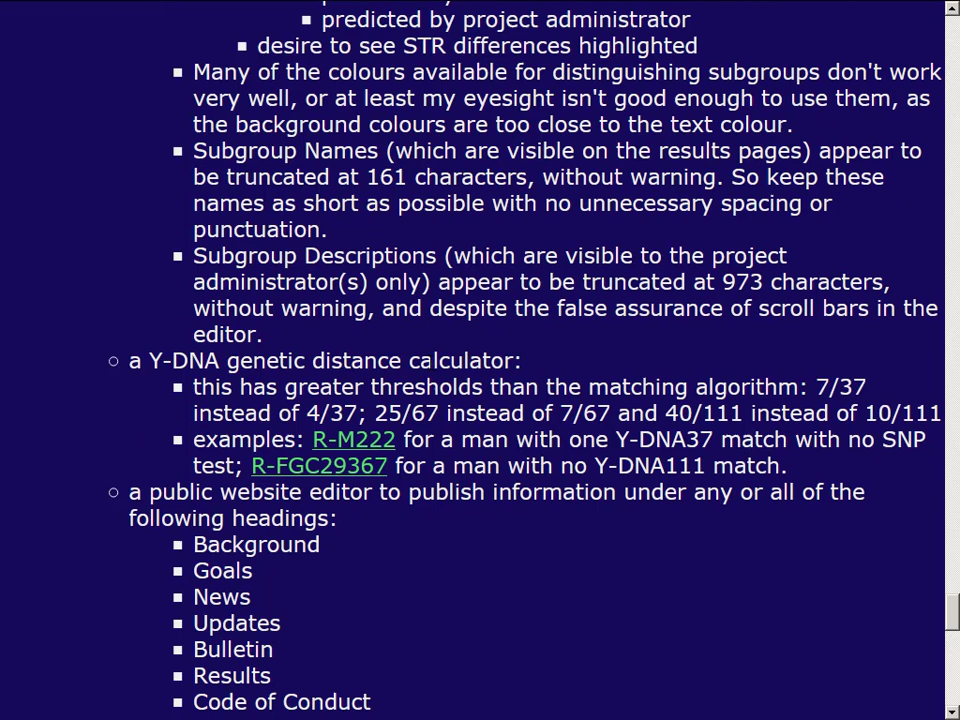 predicted by project administrator
desire to see STR differences highlighted
Many of the colours available for distinguishing subgroups don't work
very well, or at least my eyesight isn't good enough to use them, as
the background colours are too close to the text colour.
Subgroup Names (which are visible on the results pages) appear to
be truncated at 161 characters, without warning. So keep these
names as short as possible with no unnecessary spacing or
punctuation.
Subgroup Descriptions (which are visible to the project
administrator(s) only) appear to be truncated at 973 characters,
without warning, and despite the false assurance of scroll bars in the
editor.
a Y-DNA genetic distance calculator:
this has greater thresholds than the matching algorithm: 7/37
instead of 4/37; 25/67 instead of 7/67 and 40/111 instead of 10/111
examples: R-M222 for a man with one Y-DNA37 match with no SNP
test; R-FGC29367 for a man with no Y-DNA111 match.
a public website editor to publish information under any or all of the
following headings:
Background
Goals
News
Updates
Bulletin
Results
Code of Conduct